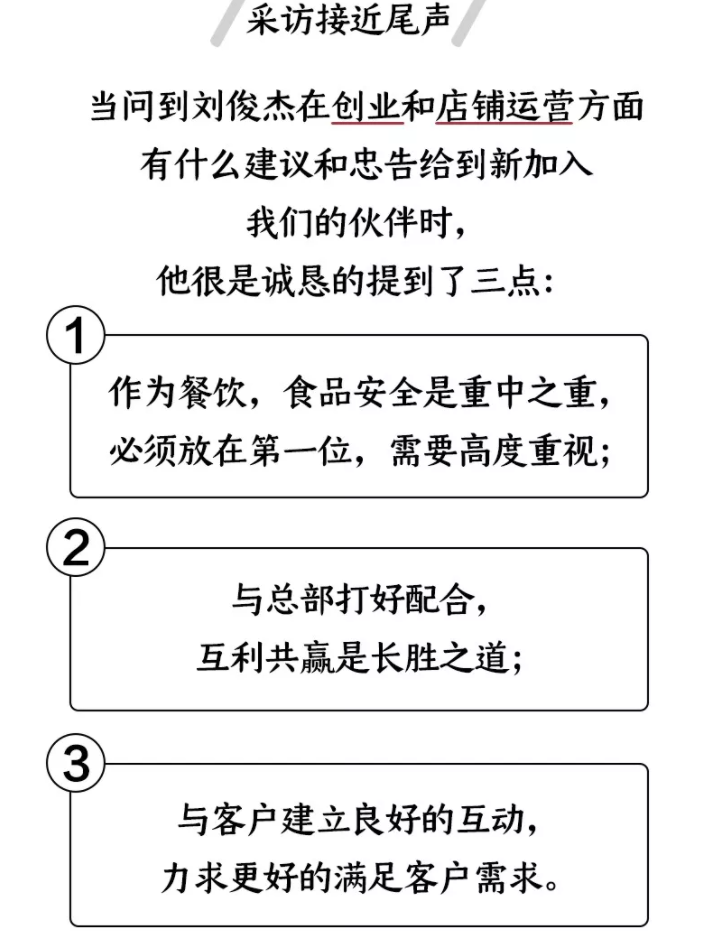 采访接近尾声
当问到刘俊杰在创业和店铺运营方面
有什么建议和忠告给到新加入
我们的伙伴时，
他很是诚恳的提到了三点：
1
作为餐饮，食品安全是重中之重，
必须放在第一位，需要高度重视；
2
与总部打好配合，
互利共赢是长胜之道；
3
与客户建立良好的互动，
力求更好的满足客户需求。